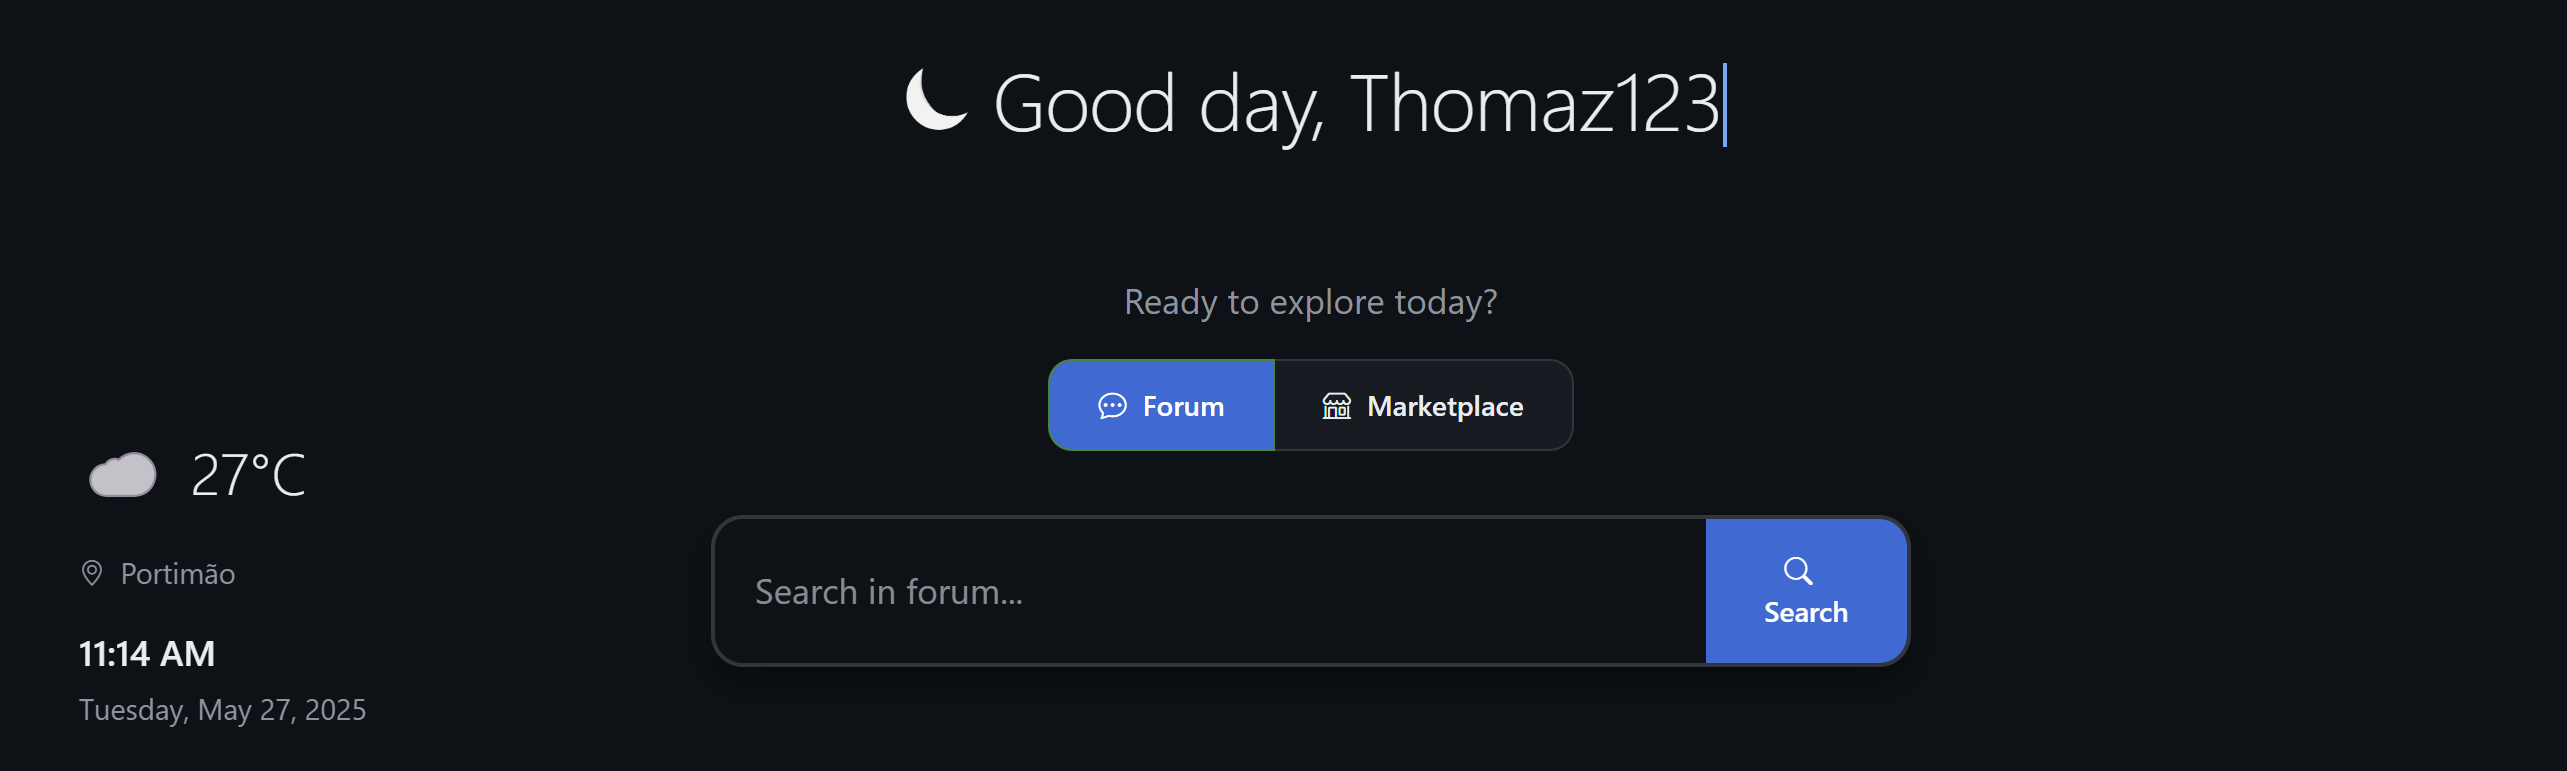 Good day, Thomaz123
Ready to explore today?
Forum
Marketplace
27°C
Portimão
11:14 AM
Tuesday, May 27, 2025
Search in forum...
Search